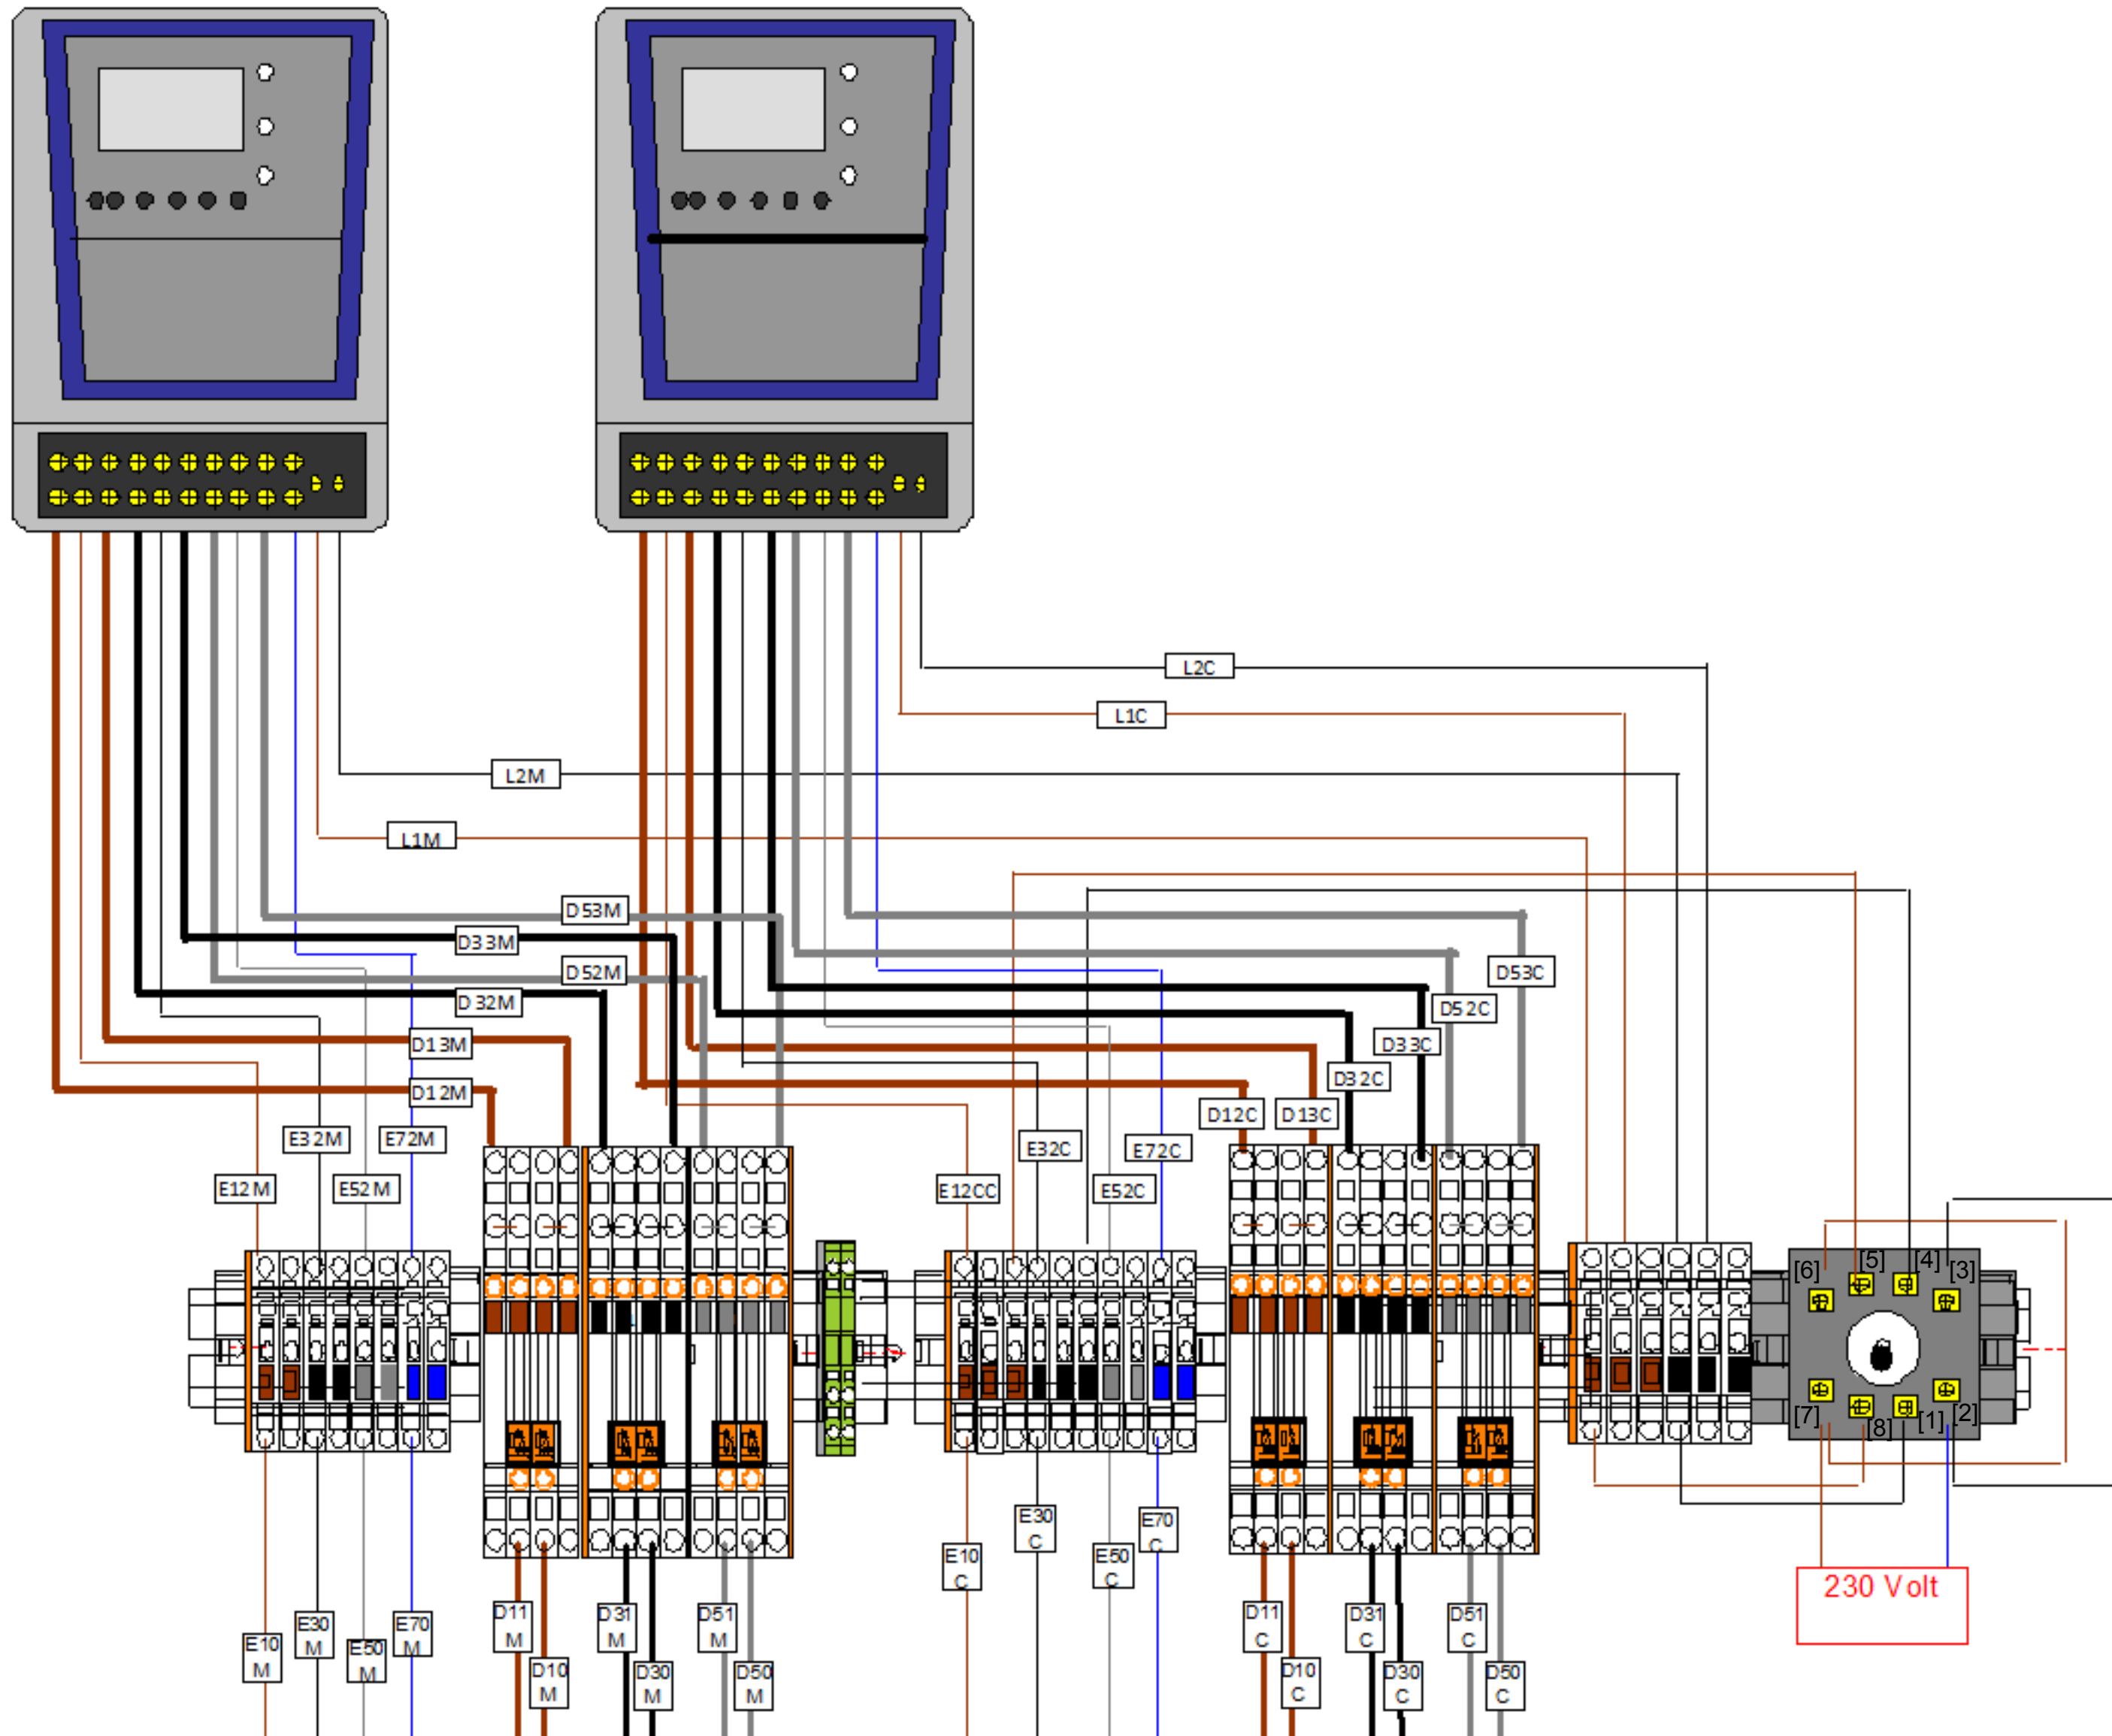 L2C
L1C
L2M
L1M
D53M
D33M
D52M
D53C
D32M
D52C
D13M
D33C
D32C
D12M
D12C
D13C
E32M
E72M
E32C
E72C
E12M
E52M
E12CC
E52C
[6]
[5]
[4]
[3]
[7]
[8]
[1]
[2]
E30
C
E70
C
E10
C
E50
C
230 Volt
D11
M
D31
M
D51
M
D11
C
D31
C
D51
C
E30
M
E70
M
E10
M
E50
M
D10
M
D30
M
D50
M
D10
C
D30
C
D50
C